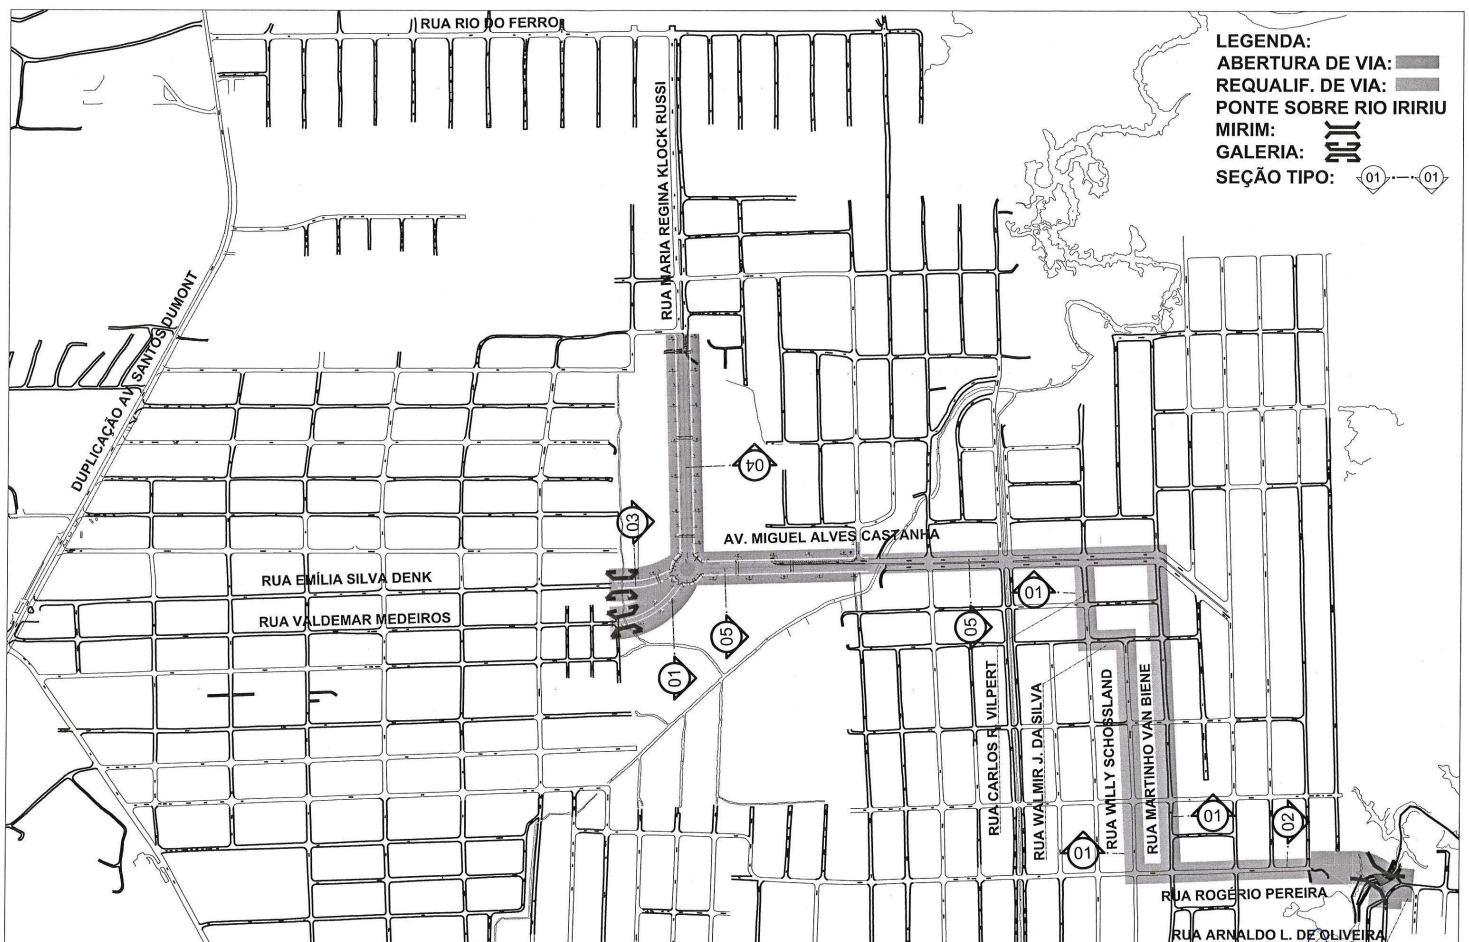 RUA RIO DO FERRO
LEGENDA:
ABERTURA DE VIA:
REQUALIF. DE VIA:
PONTE SOBRE RIO IRIRIU
MIRIM:
GALERIA:
SEÇÃO TIPO: 01 01
RUA MARIA REGINA KLOCK RUSSI
DUPLICAÇÃO AV. SANTOS DUMONT
04
03
AV. MIGUEL ALVES CASTANHA
RUA EMÍLIA SILVA DENK
RUA VALDEMAR MEDEIROS
01
05
05
01
RUA CARLOS R. VILPERT
RUA WALMIR J. DA SILVA
RUA WILLY SCHOSSLAND
RUA MARTINHO VAN BIENE
01
02
01
RUA ROGÉRIO PEREIRA
RUA ARNALDO L. DE OLIVEIRA